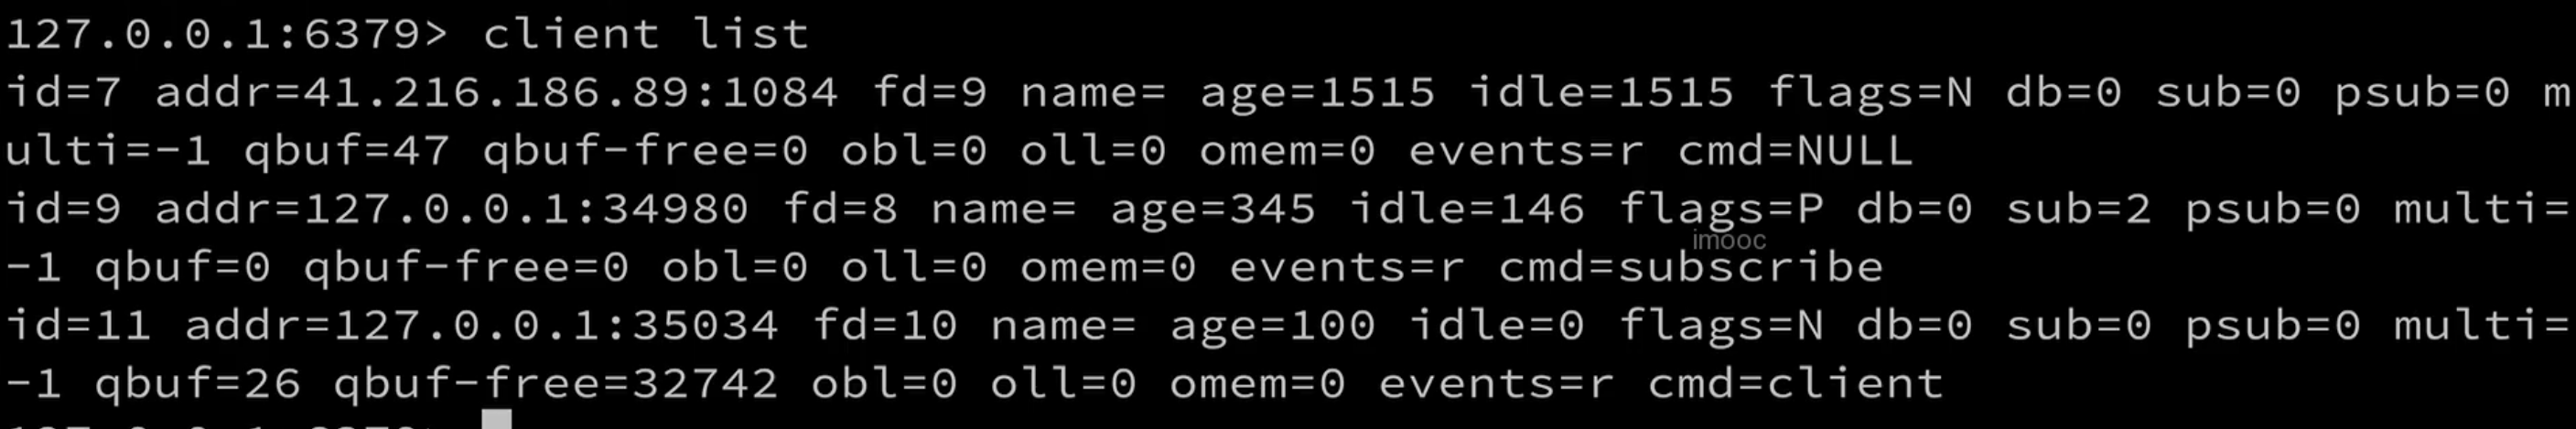 127.0.0.1:6379> client list
id=7 addr=41.216.186.89:1084 fd=9 name= age=1515 idle=1515 flags=N db=0 sub=0 psub=0 m
ulti=-1 qbuf=47 qbuf-free=0 obl=0 oll=0 omem=0 events=r cmd=NULL
id=9 addr=127.0.0.1:34980 fd=8 name= age=345 idle=146 flags=P db=0 sub=2 psub=0 multi=
imooc
-1 qbuf=0 qbuf-free=0 obl=0 oll=0 omem=0 events=r cmd=subscribe
id=11 addr=127.0.0.1:35034 fd=10 name= age=100 idle=0 flags=N db=0 sub=0 psub=0 multi=
-1 qbuf=26 qbuf-free=32742 obl=0 oll=0 omem=0 events=r cmd=client